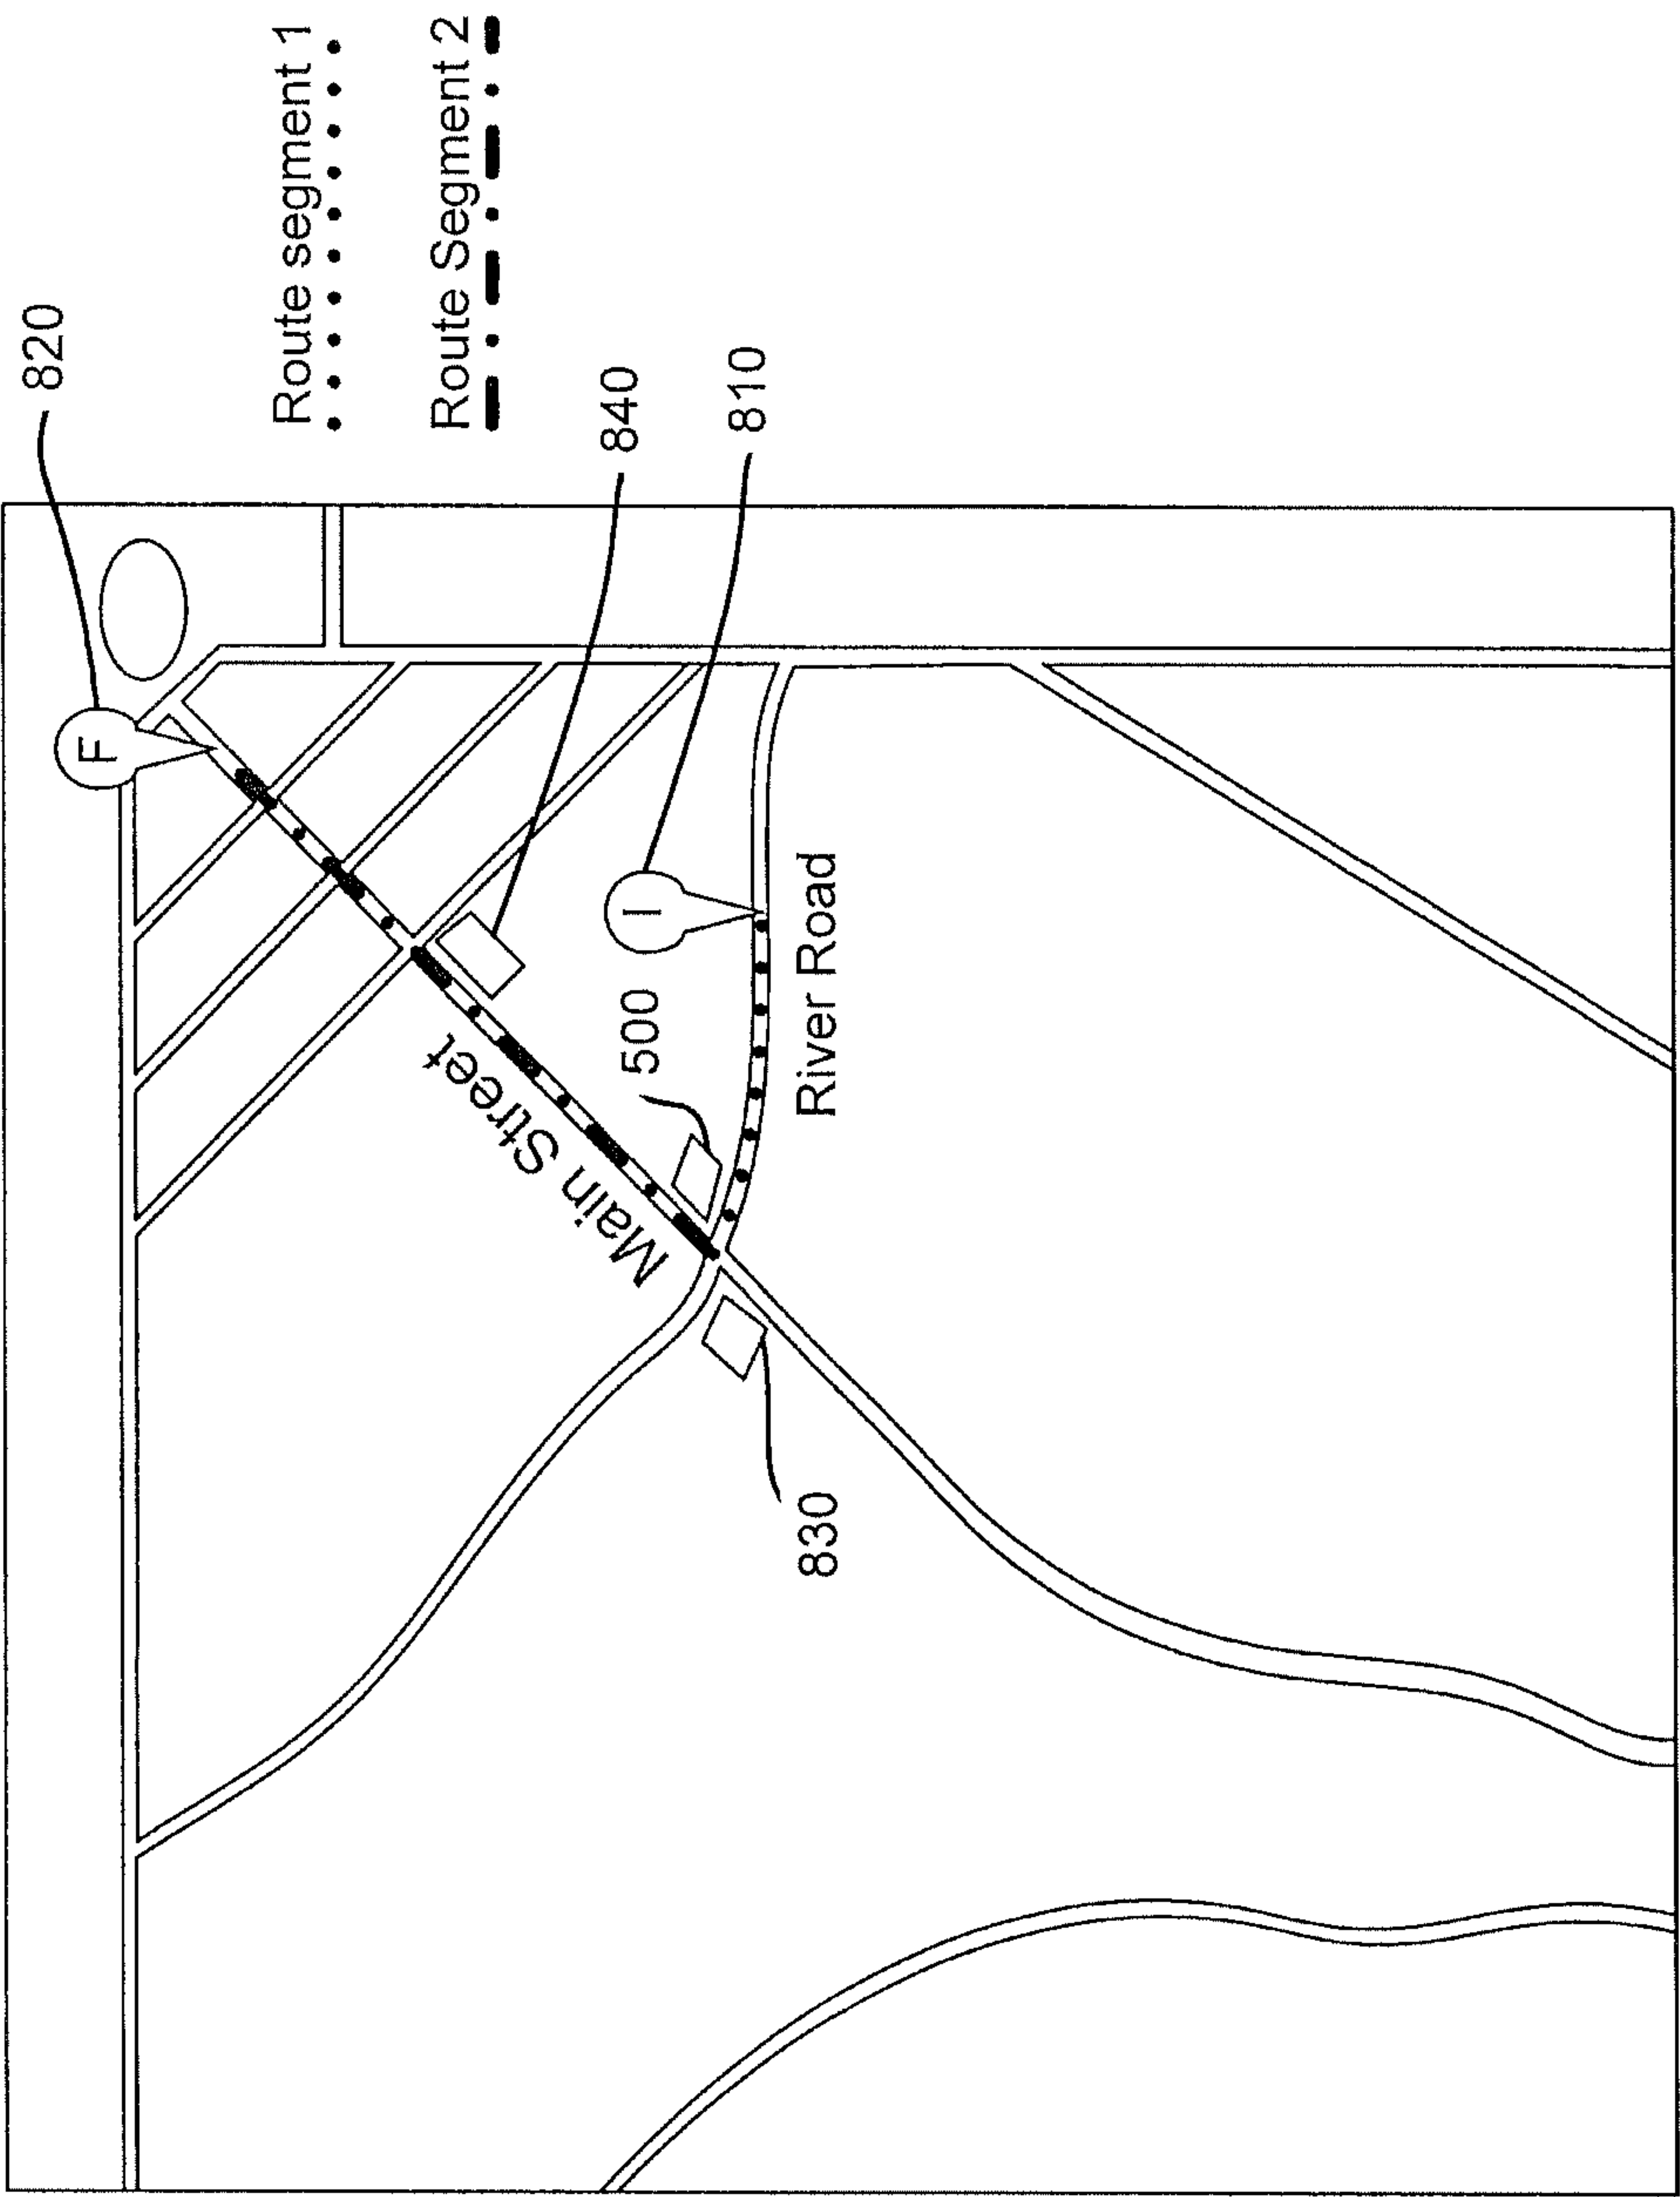 Route segment 1
Route Segment 2
820
840
810
F
I
500
Main Street
River Road
830